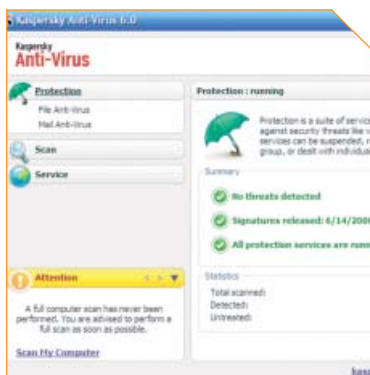 Kaspersky Anti-Virus 6.0
Kaspersky
Anti-Virus
Protection
File Anti-Virus
Mail Anti-Virus
Scan
Service
Attention
A full computer scan has never been
performed. You are advised to perform a
full scan as soon as possible.
Scan My Computer
Protection : running
Protection is a suite of service
against security threats like v
services can be suspended, r
group, or dealt with individua
Summary
No threats detected
Signatures released: 6/14/200
All protection services are runn
Statistics
Total scanned:
Detected:
Untreated: